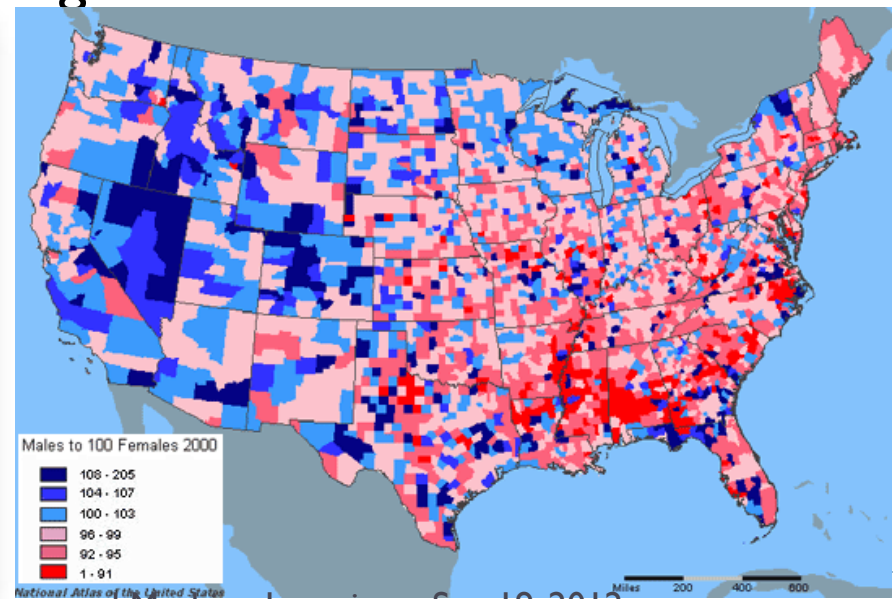 Males to 100 Females 2000
108 - 205
104 - 107
100 - 103
96 - 99
92 - 95
1 - 91
Miles 200 400 600
National Atlas of the United States